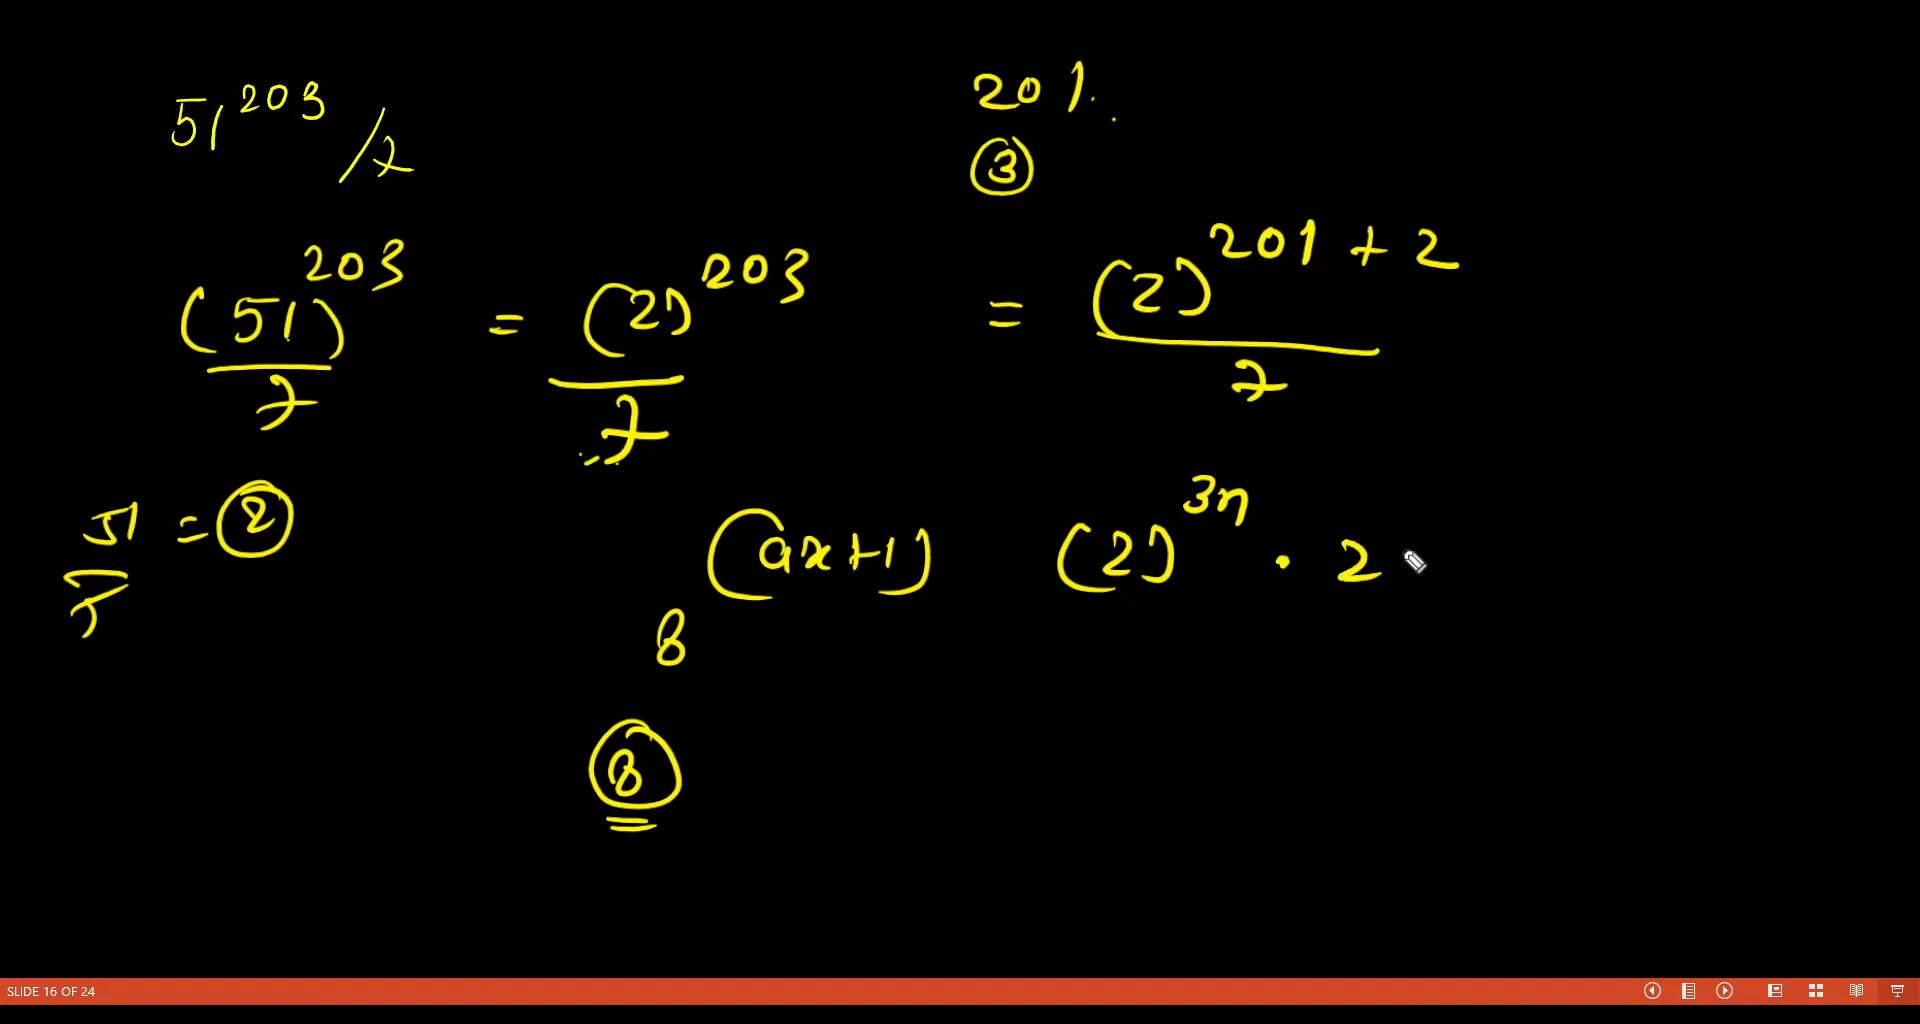 51^203 / 7
201
3
(51)^203 / 7 = (2)^203 / 7 = (2)^201 + 2 / 7
51 / 7 = 2
(ax+1) (2)^3n . 2
8
8
SLIDE 16 OF 24